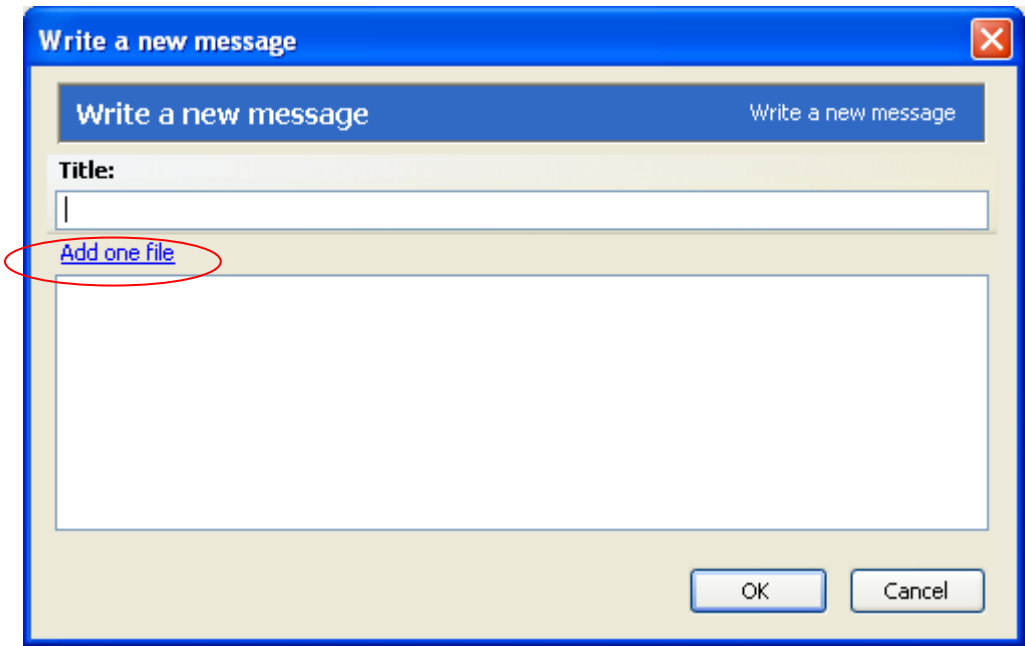 Write a new message
Write a new message Write a new message
Title:
Add one file
OK Cancel